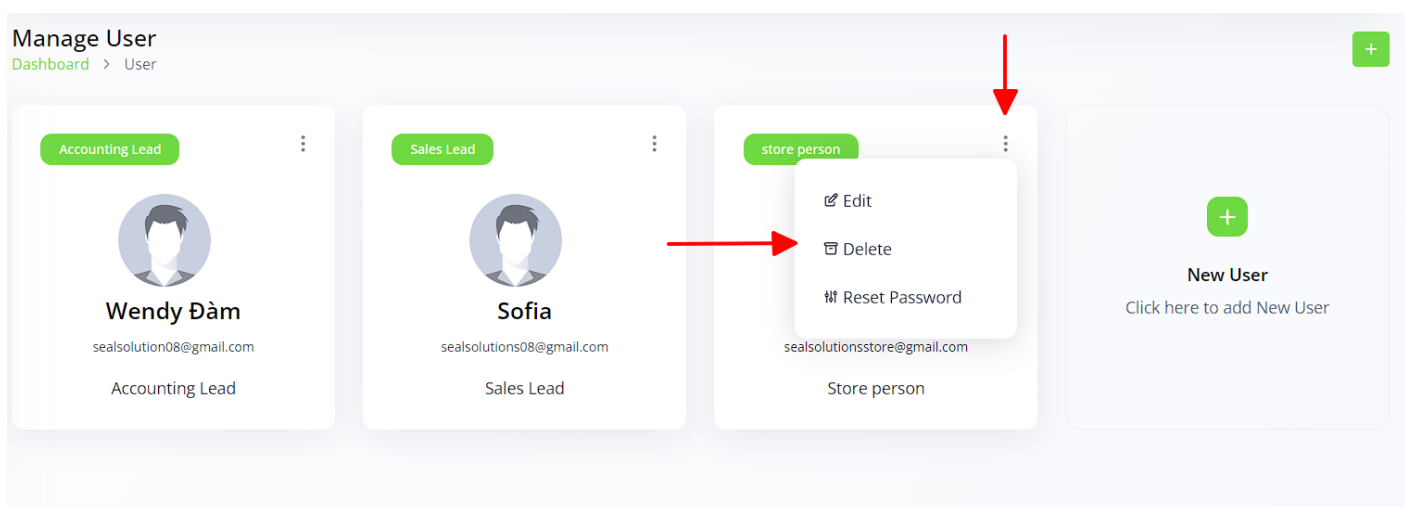 Manage User
Dashboard > User
Accounting Lead
Wendy Đàm
sealsolution08@gmail.com
Accounting Lead
Sales Lead
Sofia
sealsolutions08@gmail.com
Sales Lead
store person
Edit
Delete
Reset Password
sealsolutionsstore@gmail.com
Store person
New User
Click here to add New User